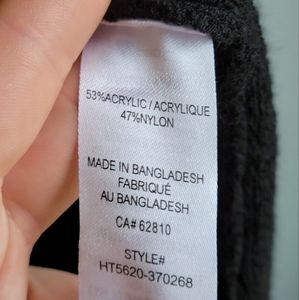 53%ACRYLIC / ACRYLIQUE
47%NYLON
MADE IN BANGLADESH
FABRIQUÉ
AU BANGLADESH
CA# 62810
STYLE#
HT5620-370268